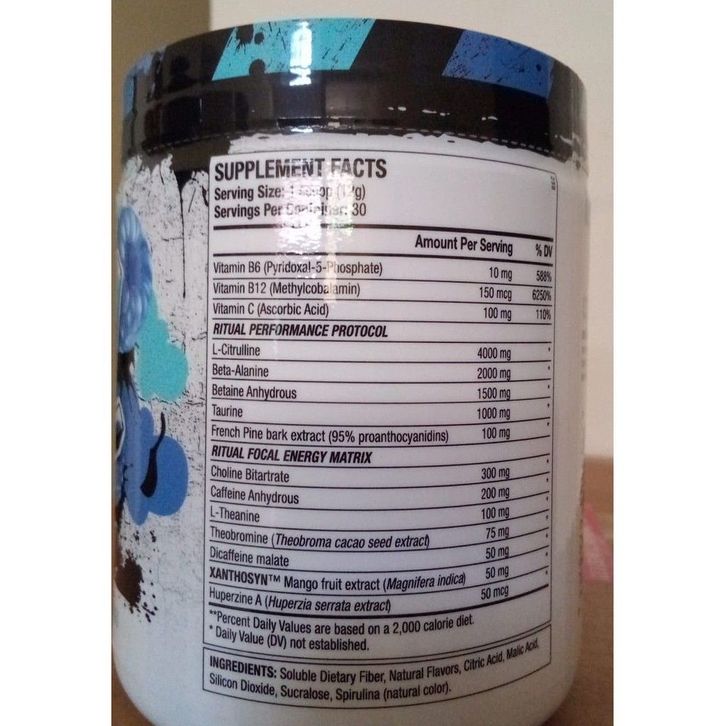 SUPPLEMENT FACTS
Serving Size: 1 scoop (12g)
Servings Per Container: 30
Amount Per Serving % DV
Vitamin B6 (Pyridoxal-5-Phosphate) 10 mg 588%
Vitamin B12 (Methylcobalamin) 150 mcg 6250%
Vitamin C (Ascorbic Acid) 100 mg 110%
RITUAL PERFORMANCE PROTOCOL
L-Citrulline 4000 mg *
Beta-Alanine 2000 mg *
Betaine Anhydrous 1500 mg *
Taurine 1000 mg *
French Pine bark extract (95% proanthocyanidins) 100 mg *
RITUAL FOCAL ENERGY MATRIX
Choline Bitartrate 300 mg *
Caffeine Anhydrous 200 mg *
L-Theanine 100 mg *
Theobromine (Theobroma cacao seed extract) 75 mg *
Dicaffeine malate 50 mg *
XANTHOSYN™ Mango fruit extract (Magnifera indica) 50 mg *
Huperzine A (Huperzia serrata extract) 50 mcg *
**Percent Daily Values are based on a 2,000 calorie diet.
* Daily Value (DV) not established.
INGREDIENTS: Soluble Dietary Fiber, Natural Flavors, Citric Acid, Malic Acid,
Silicon Dioxide, Sucralose, Spirulina (natural color).